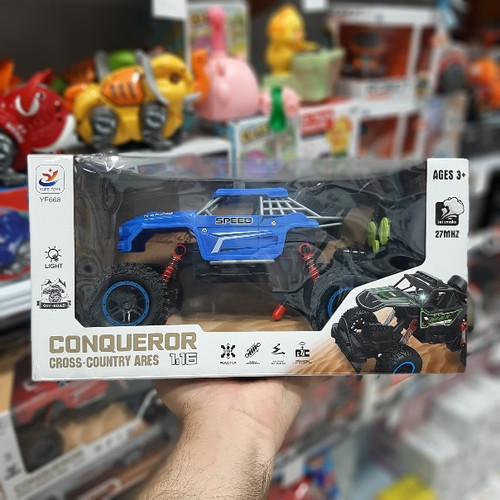 YF668
LIGHT
OFF-ROAD
SPEED
AGES 3+
27MHZ
CONQUEROR
CROSS-COUNTRY ARES 1:16